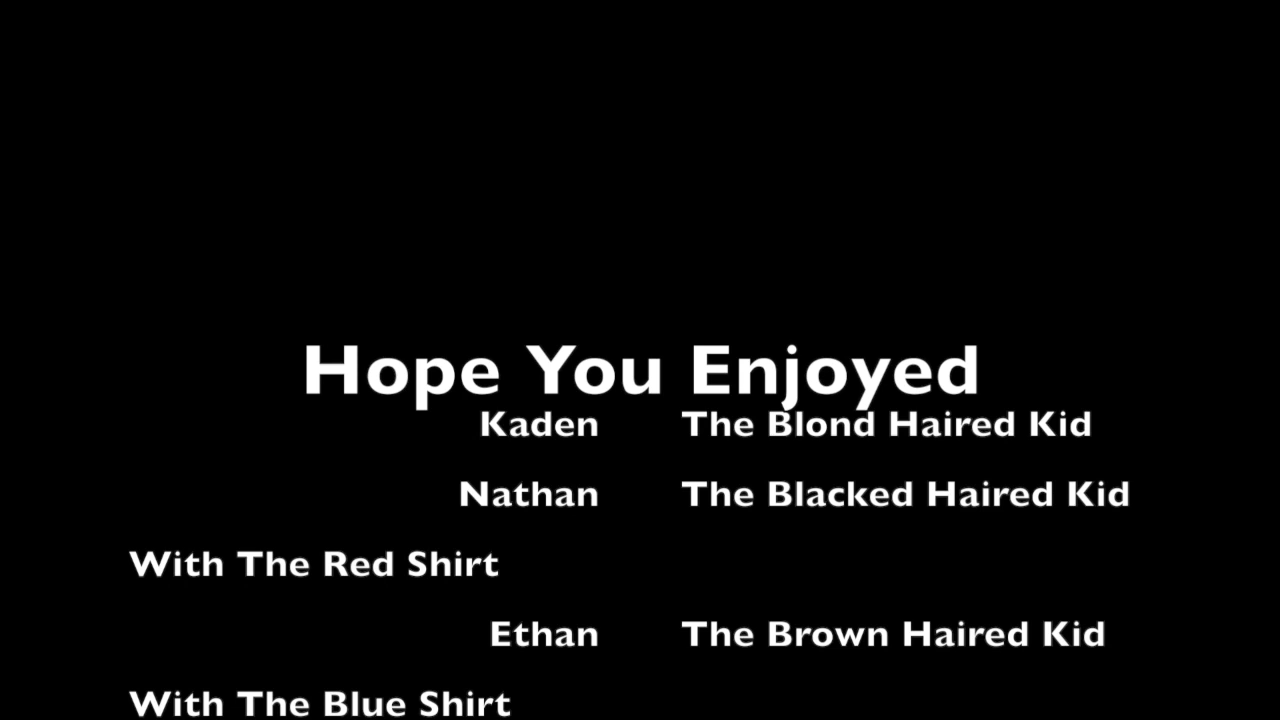 Hope You Enjoyed
Kaden The Blond Haired Kid
Nathan The Blacked Haired Kid
With The Red Shirt
Ethan The Brown Haired Kid
With The Blue Shirt